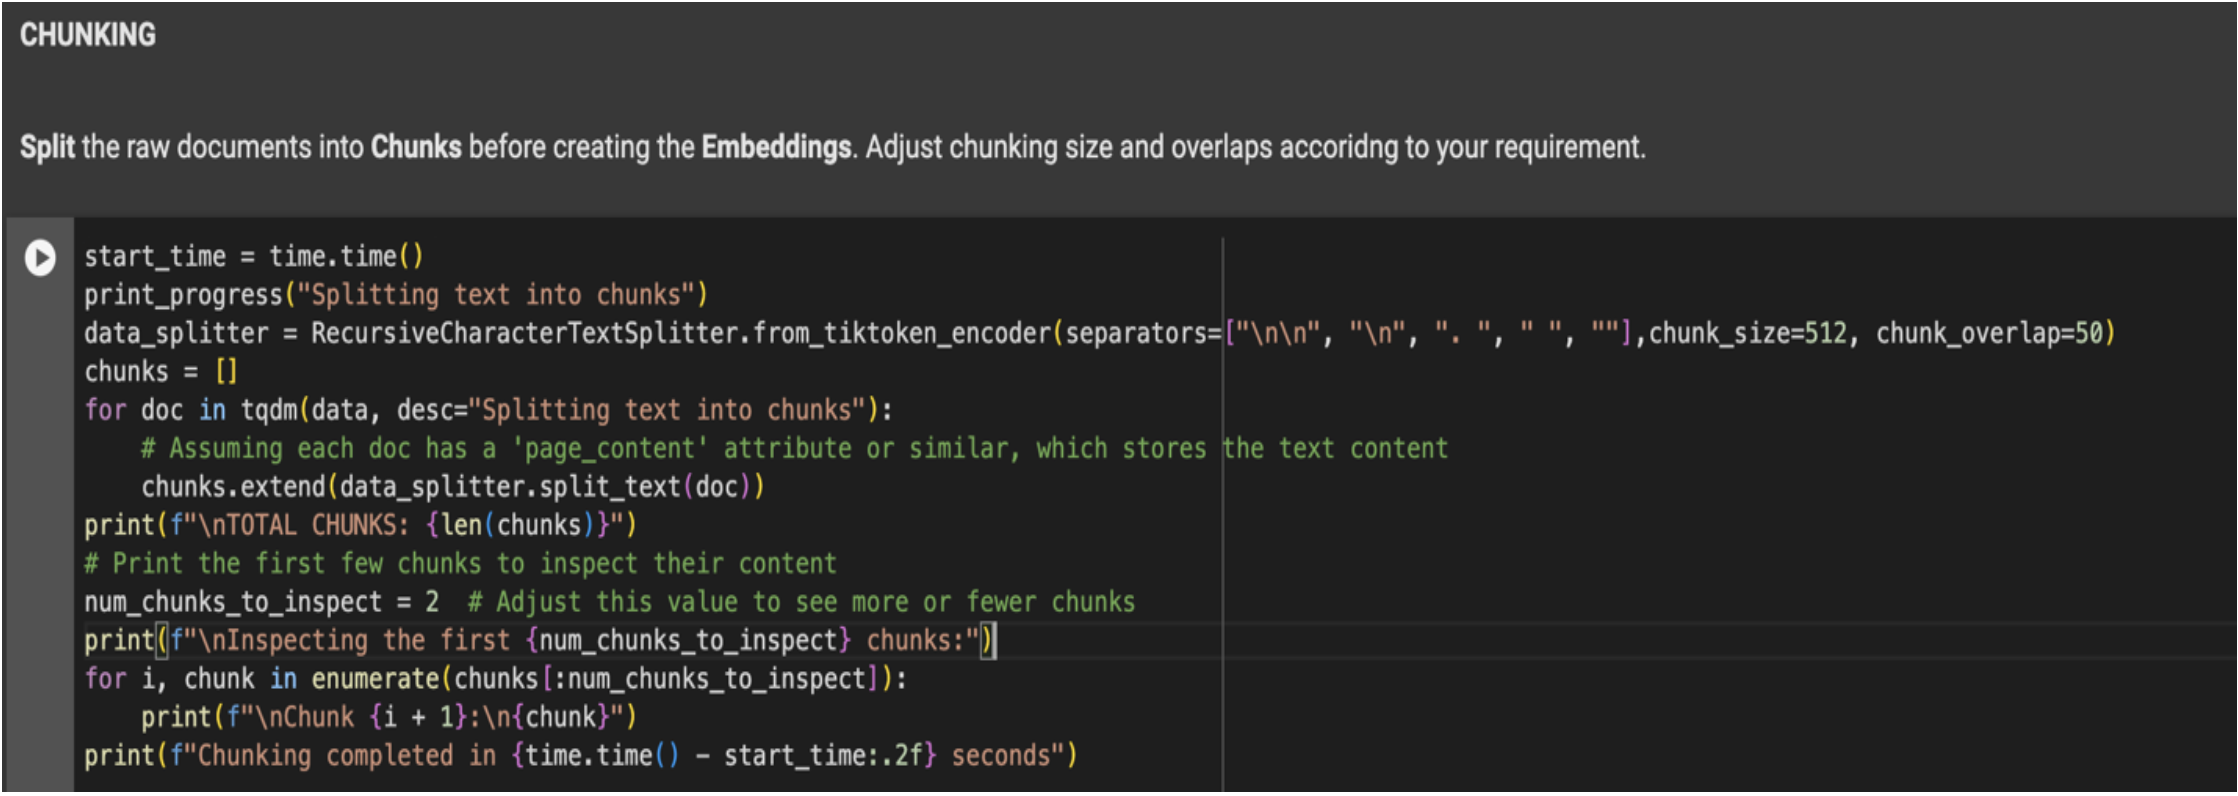 CHUNKING
Split the raw documents into Chunks before creating the Embeddings. Adjust chunking size and overlaps accoridng to your requirement.
start_time = time.time()
print_progress("Splitting text into chunks")
data_splitter = RecursiveCharacterTextSplitter.from_tiktoken_encoder(separators=["\n\n", "\n", ". ", " ", ""],chunk_size=512, chunk_overlap=50)
chunks = []
for doc in tqdm(data, desc="Splitting text into chunks"):
    # Assuming each doc has a 'page_content' attribute or similar, which stores the text content
    chunks.extend(data_splitter.split_text(doc))
print(f"\nTOTAL CHUNKS: {len(chunks)}")
# Print the first few chunks to inspect their content
num_chunks_to_inspect = 2  # Adjust this value to see more or fewer chunks
print(f"\nInspecting the first {num_chunks_to_inspect} chunks:")
for i, chunk in enumerate(chunks[:num_chunks_to_inspect]):
    print(f"\nChunk {i + 1}:\n{chunk}")
print(f"Chunking completed in {time.time() - start_time:.2f} seconds")